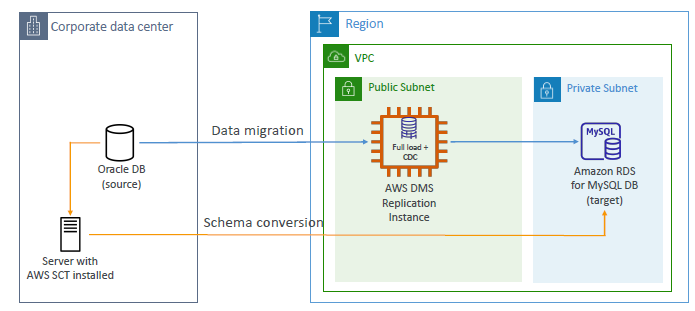 Corporate data center
Region
VPC
Public Subnet
Private Subnet
Data migration
Full load +
CDC
MySQL
Oracle DB
(source)
AWS DMS
Replication
Instance
Amazon RDS
for MySQL DB
(target)
Schema conversion
Server with
AWS SCT installed